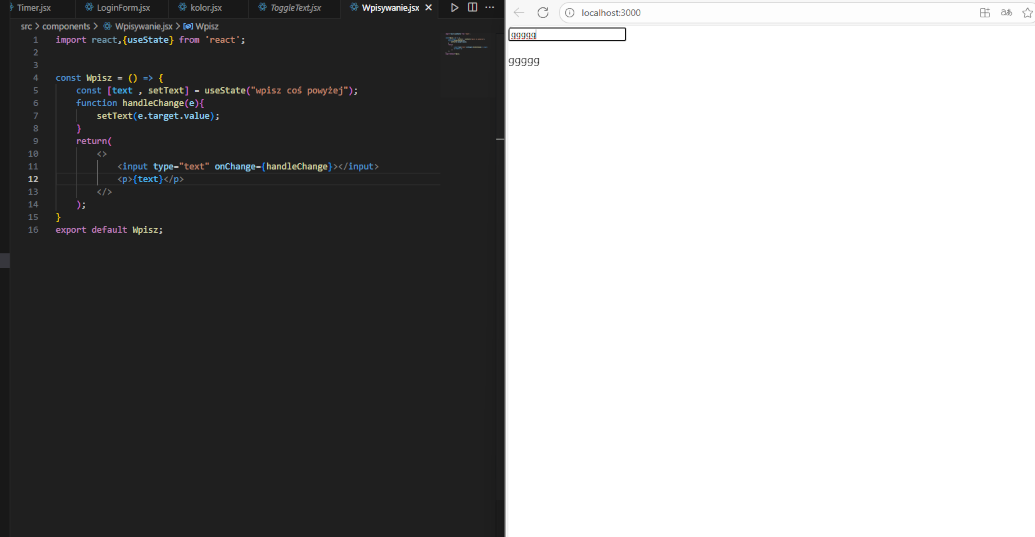 Timer.jsx LoginForm.jsx kolor.jsx ToggleText.jsx Wpisywanie.jsx
src > components > Wpisywanie.jsx > Wpisz
1 import react,{useState} from 'react';
2
3
4 const Wpisz = () => {
5 const [text , setText] = useState("wpisz coś powyżej");
6 function handleChange(e){
7 setText(e.target.value);
8 }
9 return(
10 <>
11 <input type="text" onChange={handleChange}></input>
12 <p>{text}</p>
13 </>
14 );
15 }
16 export default Wpisz;
localhost:3000
ggggg
ggggg